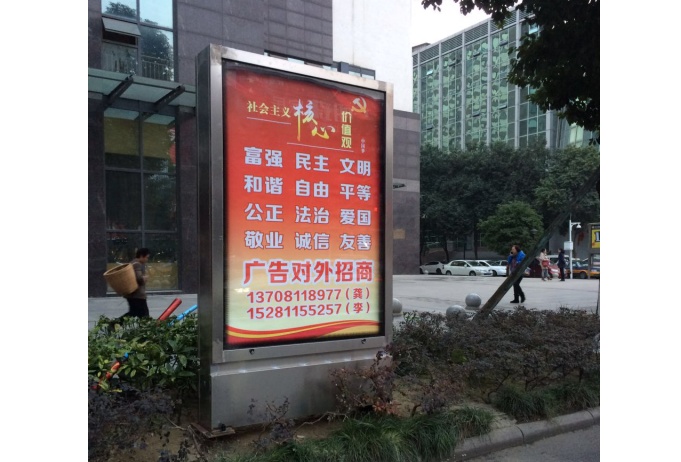 社会主义 核心 价值观
富强 民主 文明
和谐 自由 平等
公正 法治 爱国
敬业 诚信 友善
广告对外招商
13708118977(龚)
15281155257(李)